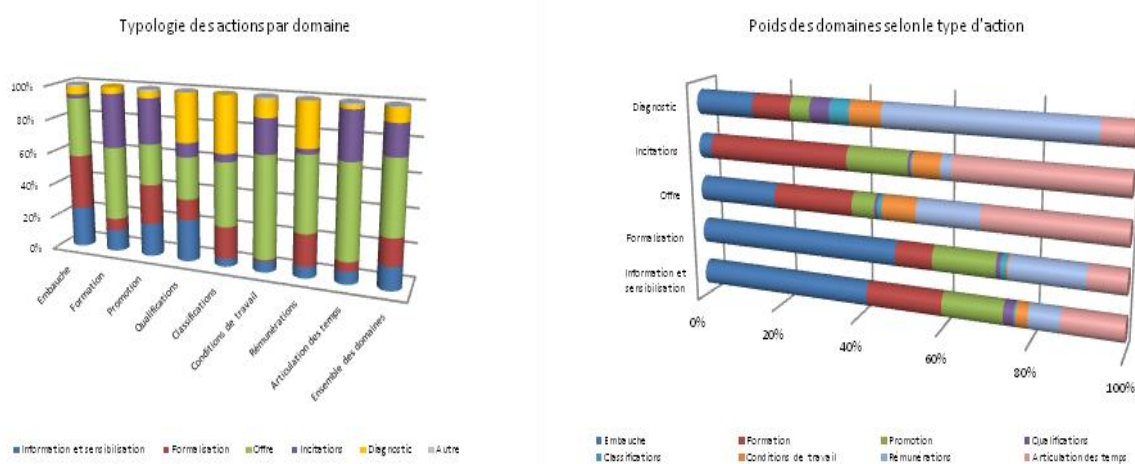 Typologie des actions par domaine
100%
80%
60%
40%
20%
0%
Embauche
Formation
Promotion
Qualifications
Classifications
Conditions de travail
Rémunérations
Articulation des temps
Ensemble des domaines
Information et sensibilisation
Formalisation
Offre
Incitations
Diagnostic
Autre
Poids des domaines selon le type d'action
Diagnostic
Incitations
Offre
Formalisation
Information et
sensibilisation
0%
20%
40%
60%
80%
100%
Embauche
Formation
Promotion
Qualifications
Classifications
Conditions de travail
Rémunérations
Articulation des temps